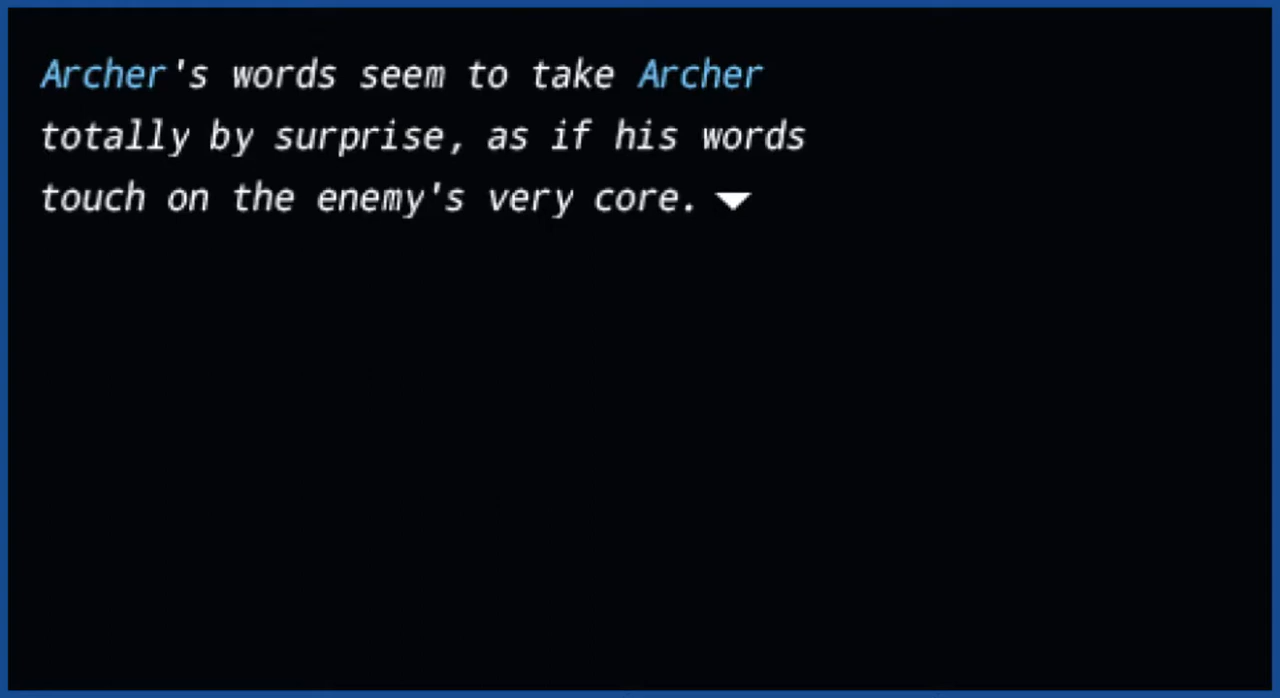 Archer's words seem to take Archer
totally by surprise, as if his words
touch on the enemy's very core.